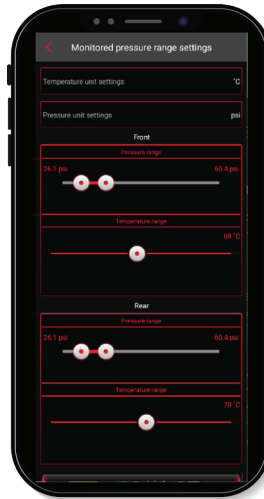 Monitored pressure range settings
Temperature unit settings °C
Pressure unit settings psi
Front
Pressure range
26.1 psi 60.4 psi
Temperature range
69 °C
Rear
Pressure range
26.1 psi 60.4 psi
Temperature range
70 °C